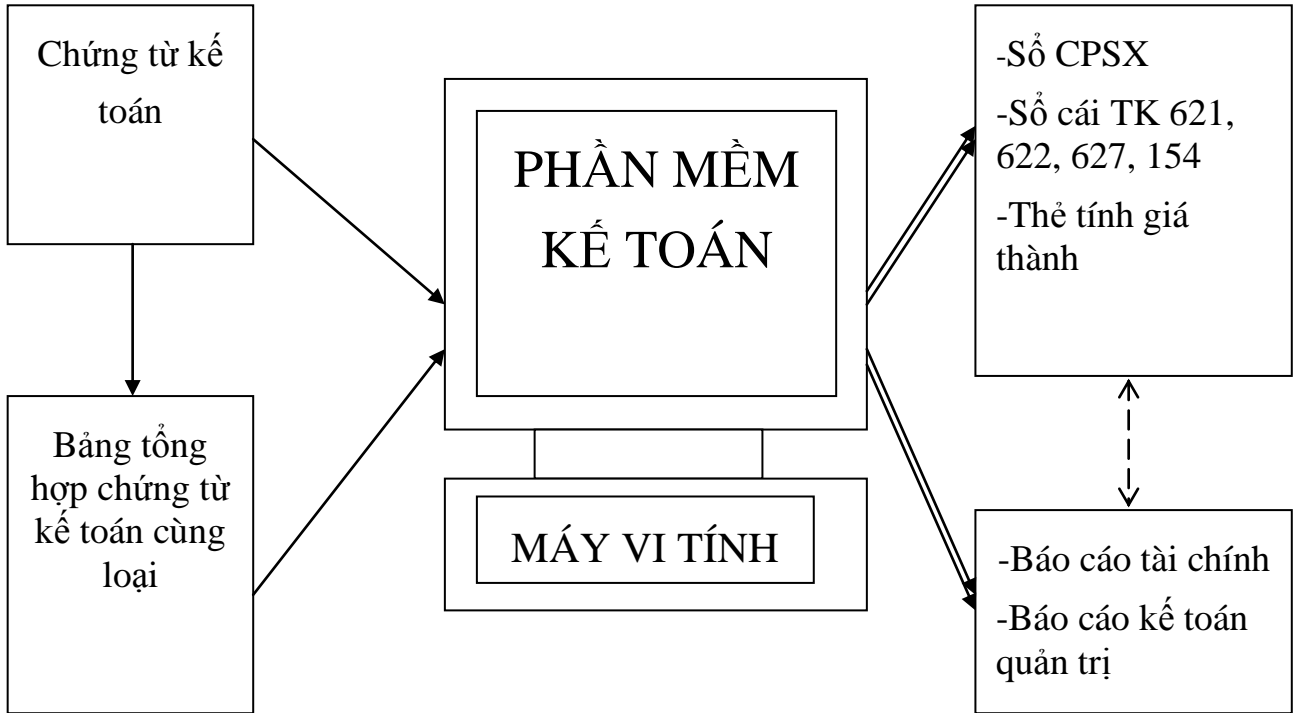 Chứng từ kế
toán
Bảng tổng
hợp chứng từ
kế toán cùng
loại
PHẦN MỀM
KẾ TOÁN
MÁY VI TÍNH
-Sổ CPSX
-Sổ cái TK 621,
622, 627, 154
-Thẻ tính giá
thành
-Báo cáo tài chính
-Báo cáo kế toán
quản trị